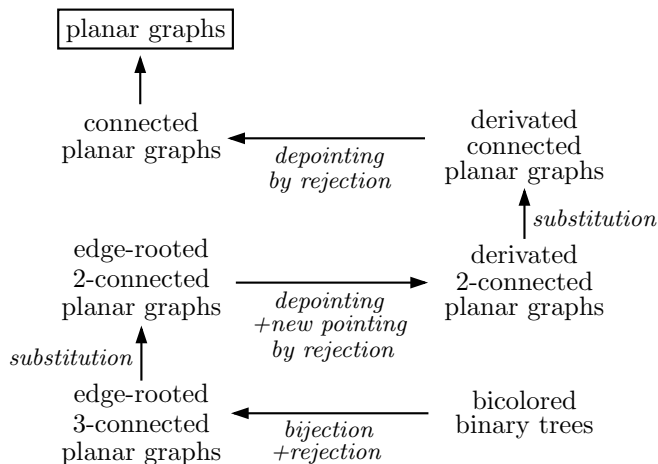 planar graphs
connected
planar graphs
depointing
by rejection
derivated
connected
planar graphs
substitution
edge-rooted
2-connected
planar graphs
depointing
+new pointing
by rejection
derivated
2-connected
planar graphs
substitution
edge-rooted
3-connected
planar graphs
bijection
+rejection
bicolored
binary trees